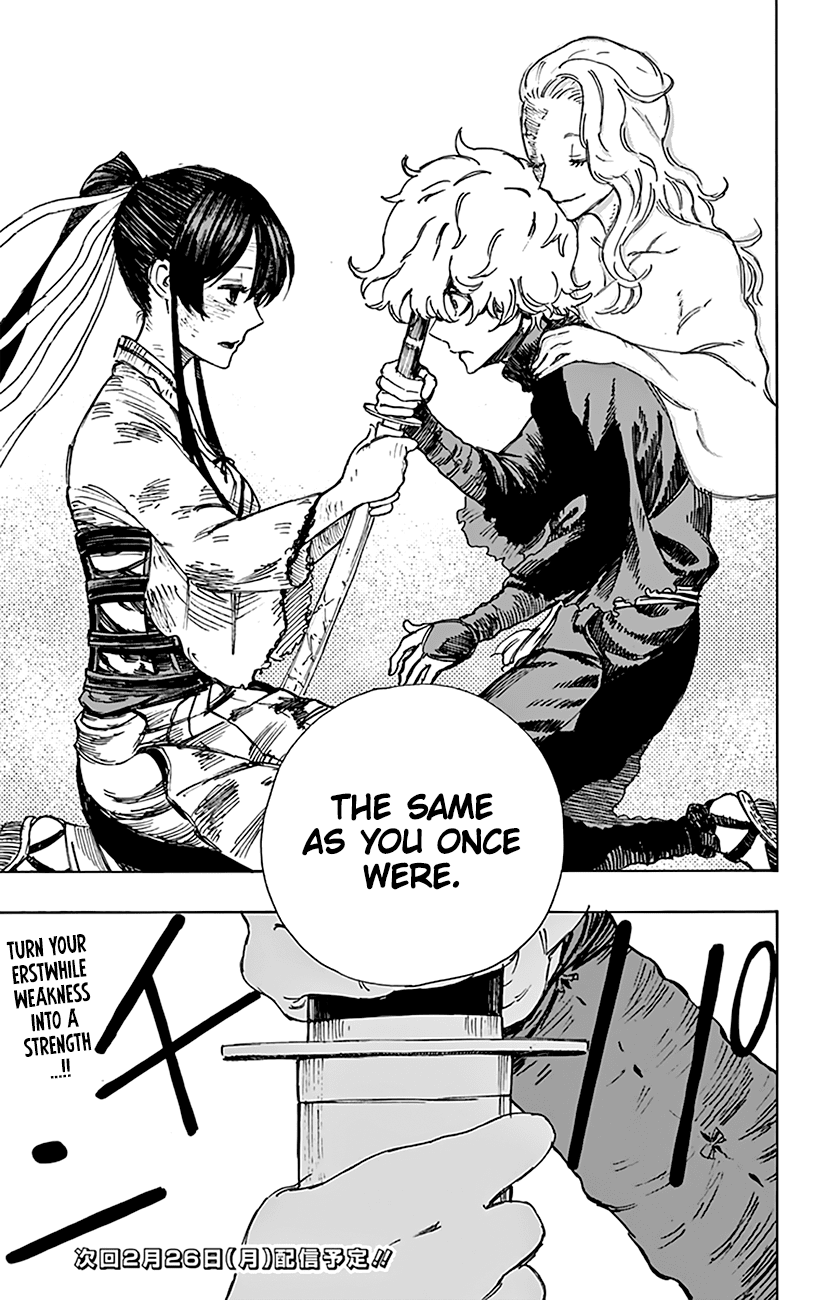 THE SAME
AS YOU ONCE
WERE.
TURN YOUR
ERSTWHILE
WEAKNESS
INTO A
STRENGTH
...!!
次回2月26日(月)配信予定!!